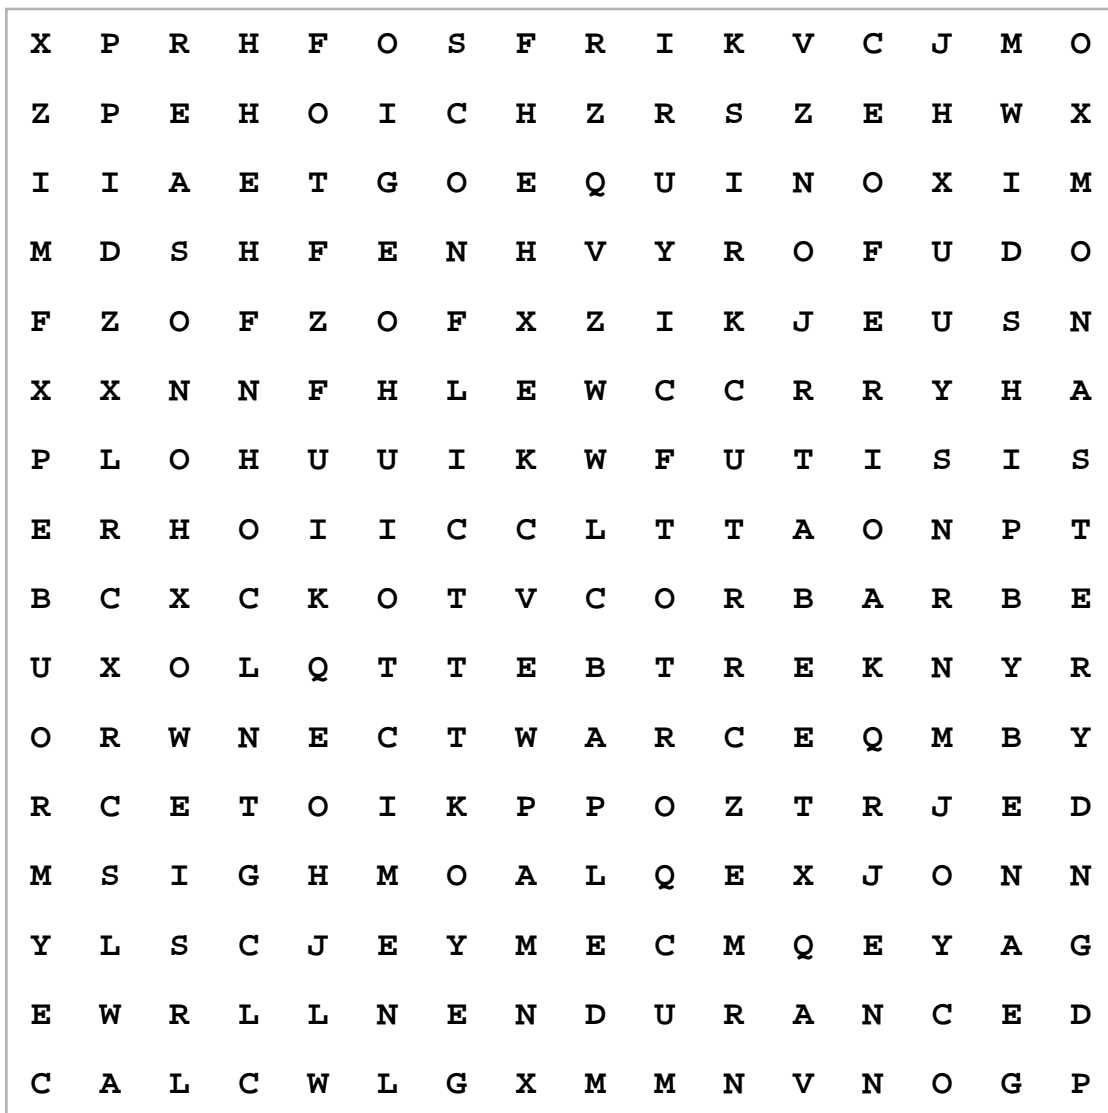 X P R H F O S F R I K V C J M O
Z P E H O I C H Z R S Z E H W X
I I A E T G O E Q U I N O X I M
M D S H F E N H V Y R O F U D O
F Z O F Z O F X Z I K J E U S N
X X N N F H L E W C C R R Y H A
P L O H U U I K W F U T I S I S
E R H O I I C C L T T A O N P T
B C X C K O T V C O R B A R B E
U X O L Q T T E B T R E K N Y R
O R W N E C T W A R C E Q M B Y
R C E T O I K P P O Z T R J E D
M S I G H M O A L Q E X J O N N
Y L S C J E Y M E C M Q E Y A G
E W R L L N E N D U R A N C E D
C A L C W L G X M M N V N O G P